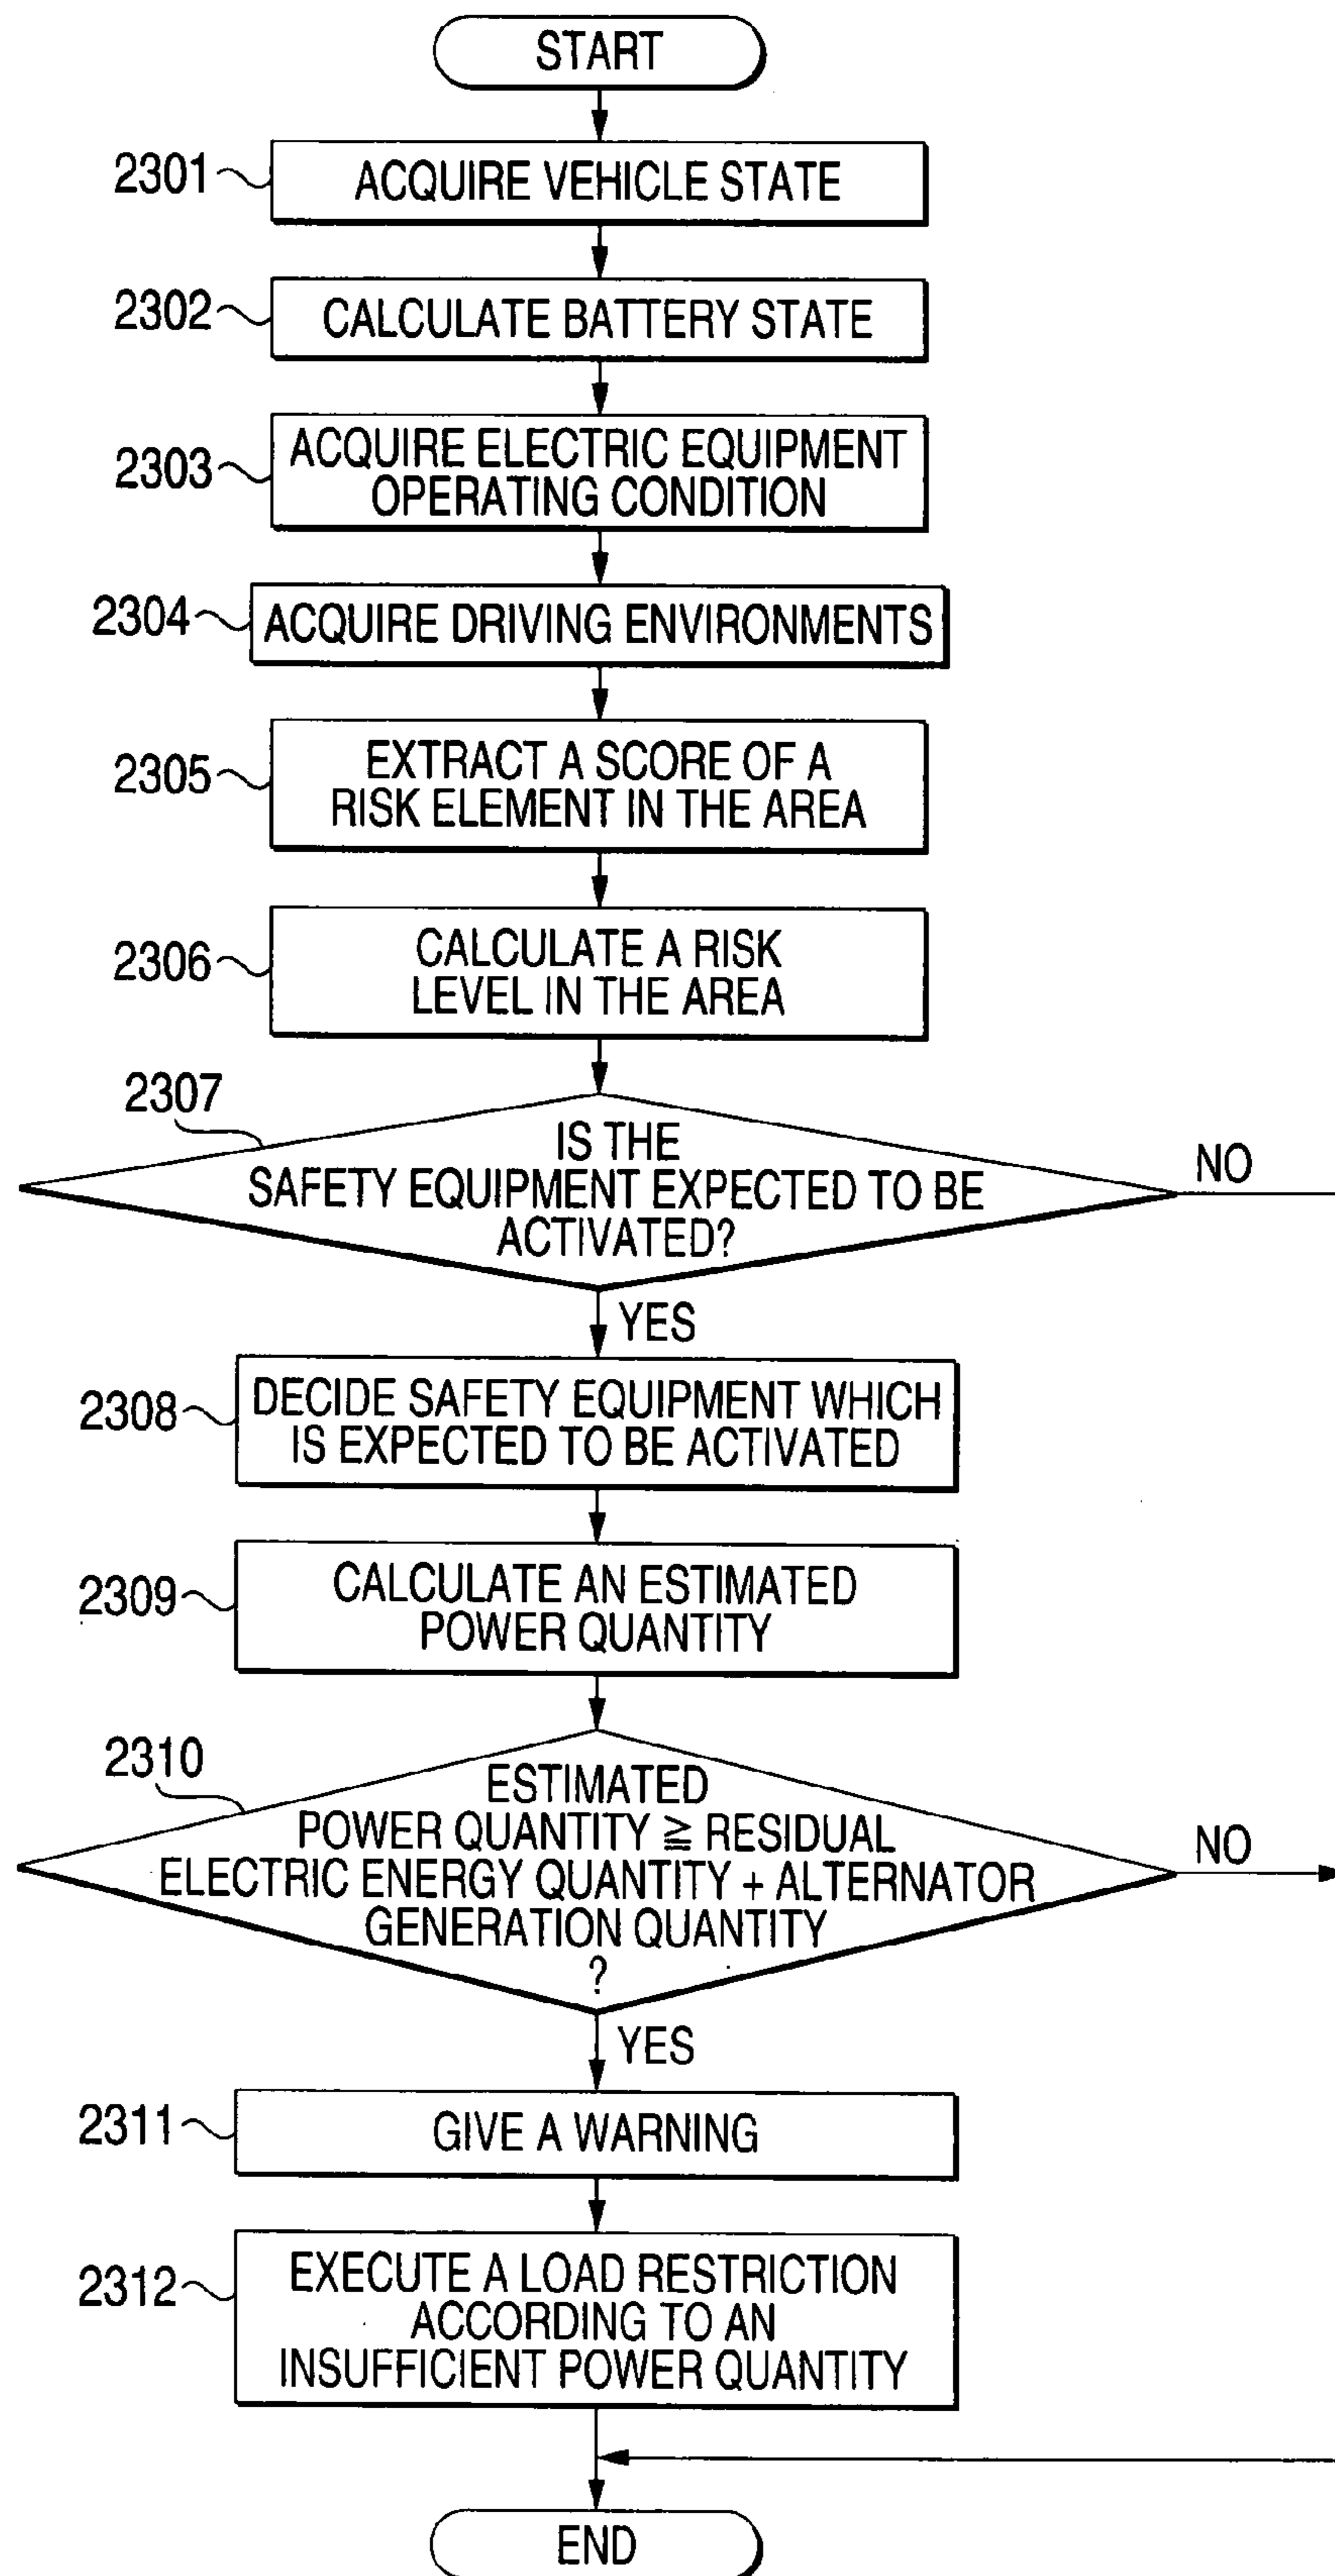 START
2301
ACQUIRE VEHICLE STATE
2302
CALCULATE BATTERY STATE
2303
ACQUIRE ELECTRIC EQUIPMENT
OPERATING CONDITION
2304
ACQUIRE DRIVING ENVIRONMENTS
2305
EXTRACT A SCORE OF A
RISK ELEMENT IN THE AREA
2306
CALCULATE A RISK
LEVEL IN THE AREA
2307
IS THE
SAFETY EQUIPMENT EXPECTED TO BE
ACTIVATED?
NO
YES
2308
DECIDE SAFETY EQUIPMENT WHICH
IS EXPECTED TO BE ACTIVATED
2309
CALCULATE AN ESTIMATED
POWER QUANTITY
2310
ESTIMATED
POWER QUANTITY ≧ RESIDUAL
ELECTRIC ENERGY QUANTITY + ALTERNATOR
GENERATION QUANTITY
?
NO
YES
2311
GIVE A WARNING
2312
EXECUTE A LOAD RESTRICTION
ACCORDING TO AN
INSUFFICIENT POWER QUANTITY
END